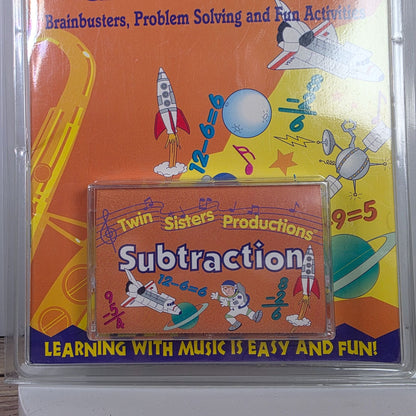 Brainbusters, Problem Solving and Fun Activities
12-6=6
9=5
Twin Sisters Productions
Subtraction
12-6=6
LEARNING WITH MUSIC IS EASY AND FUN!